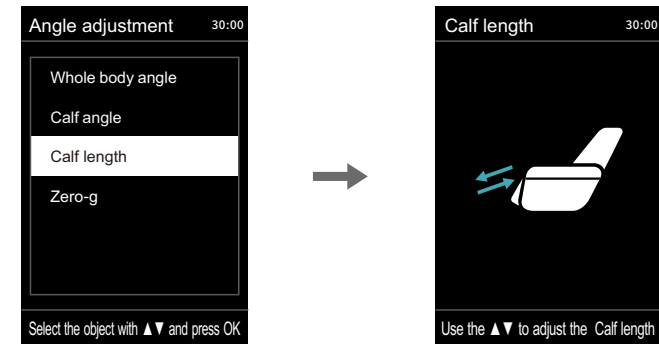 Angle adjustment 30:00
Whole body angle
Calf angle
Calf length
Zero-g
Select the object with ▲▼ and press OK
Calf length 30:00
Use the ▲▼ to adjust the Calf length